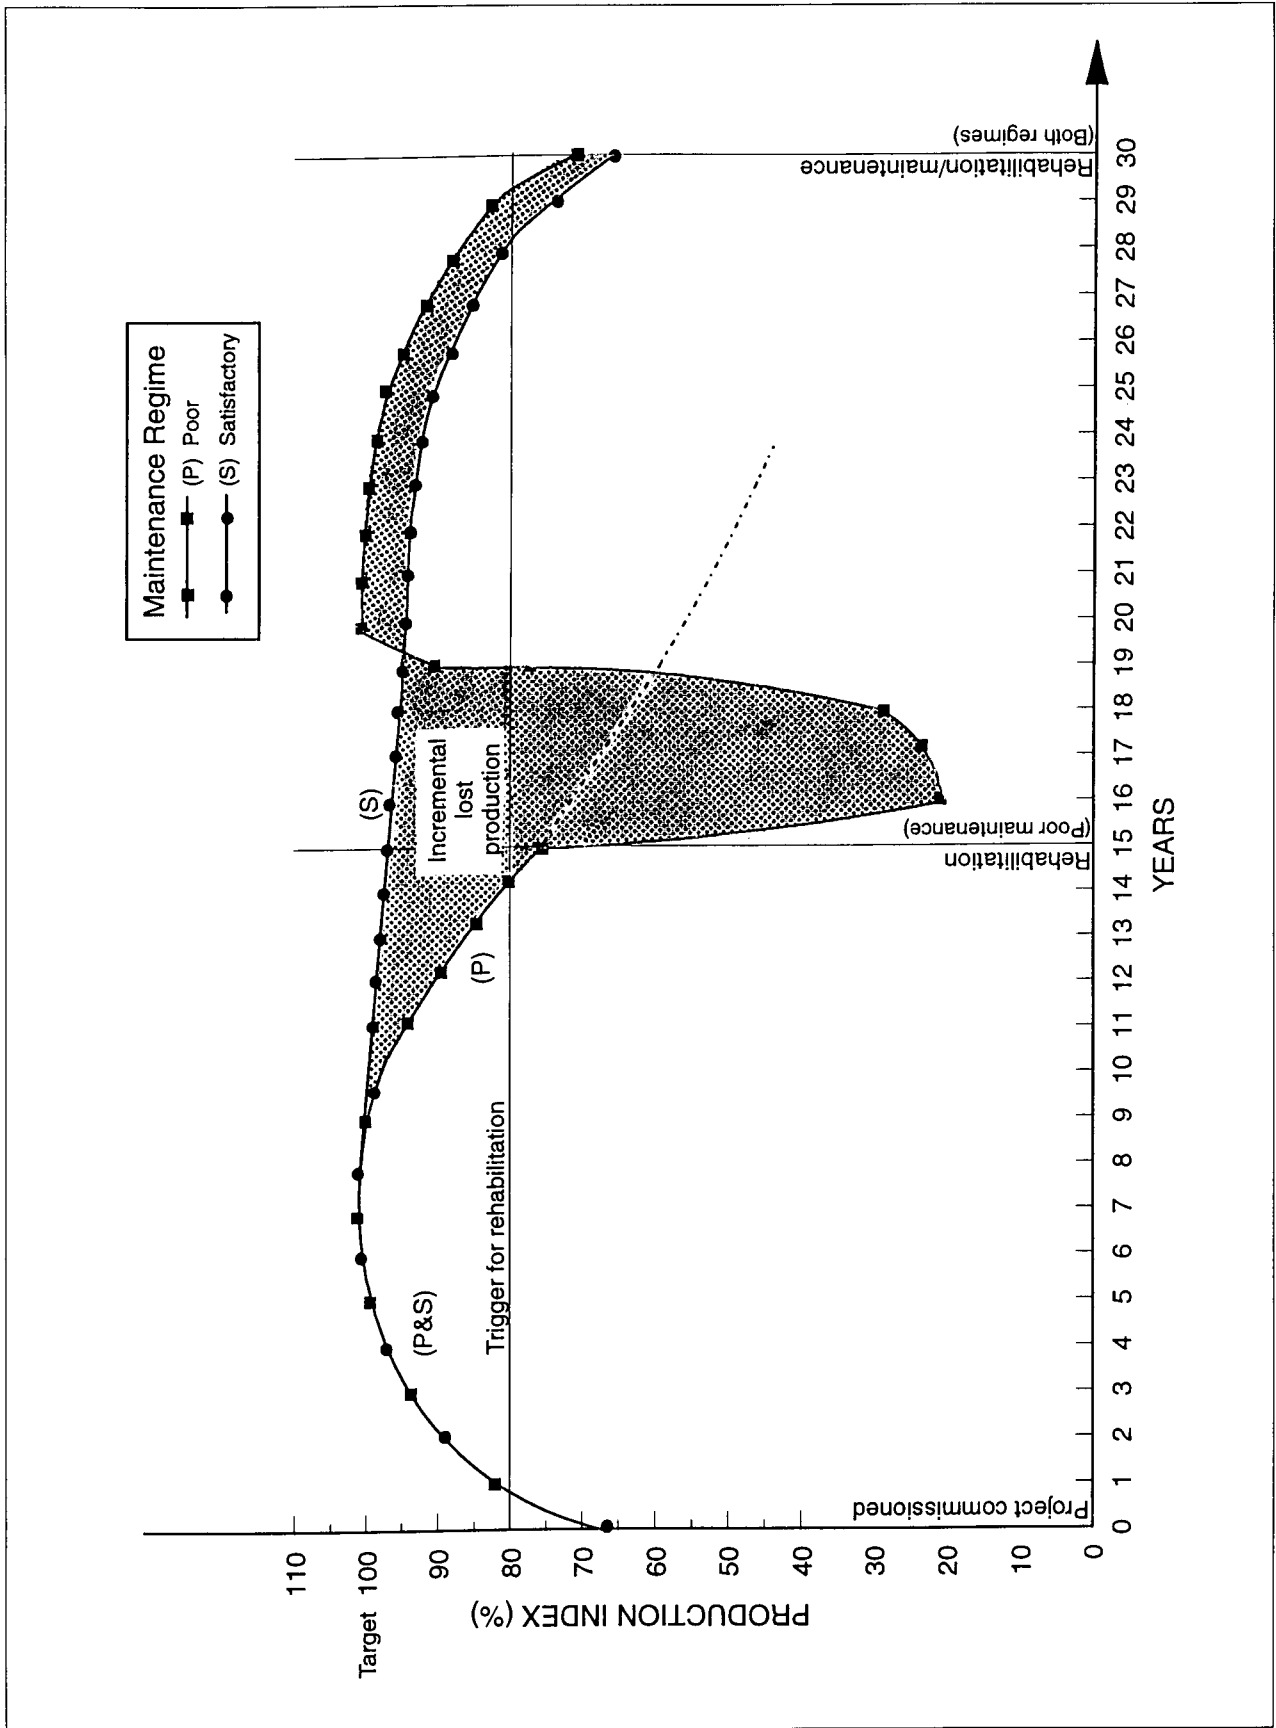 Maintenance Regime
(P) Poor
(S) Satisfactory
PRODUCTION INDEX (%)
Target
110
100
90
80
70
60
50
40
30
20
10
0
(P&S)
Trigger for rehabilitation
(P)
(S)
Incremental
lost
production
Project commissioned
Rehabilitation
(Poor maintenance)
Rehabilitation/maintenance
(Both regimes)
0 1 2 3 4 5 6 7 8 9 10 11 12 13 14 15 16 17 18 19 20 21 22 23 24 25 26 27 28 29 30
YEARS